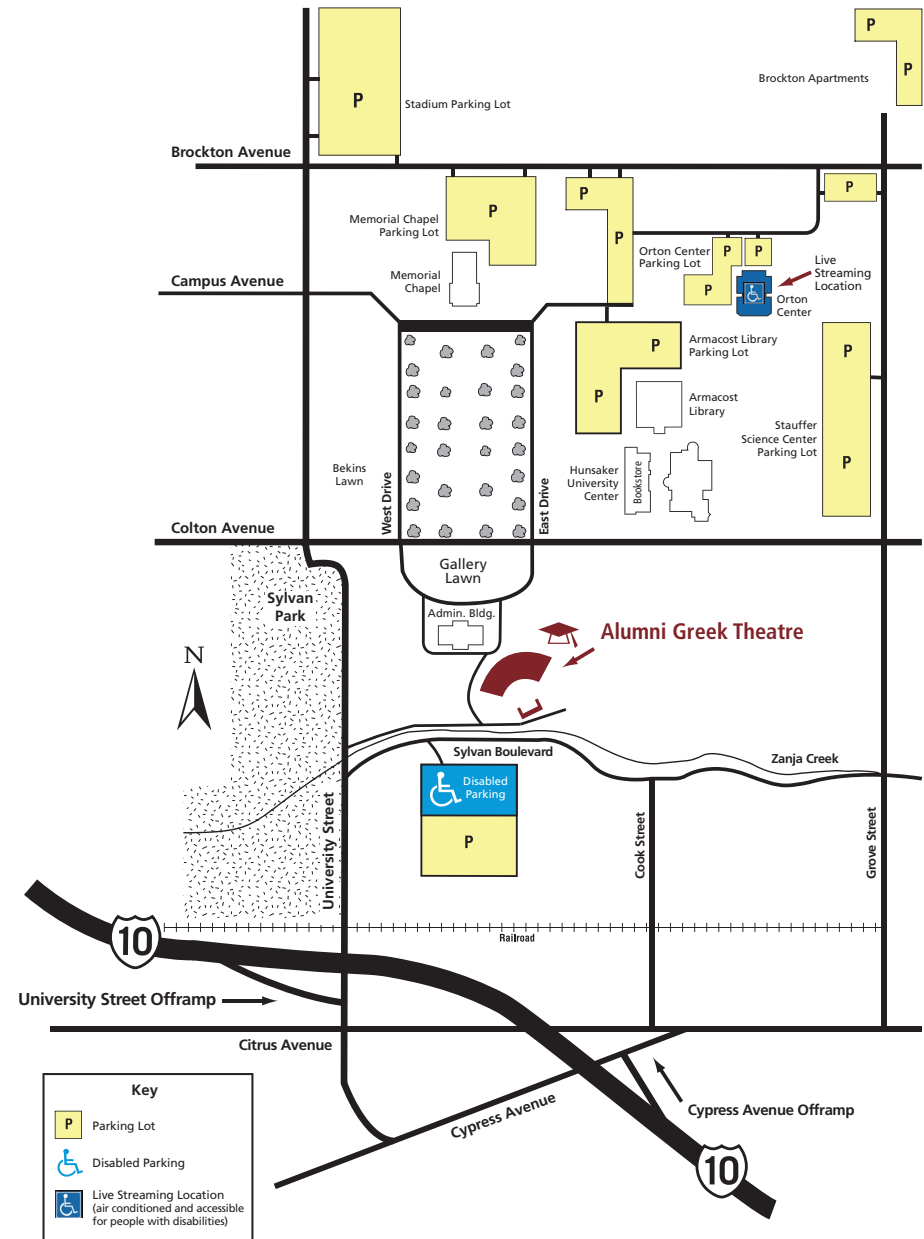 P
Brockton Apartments
P
P
Stadium Parking Lot
Brockton Avenue
P
P
P
P
Memorial Chapel
Parking Lot
P
P
P
Orton Center
Parking Lot
Live
Streaming
Location
Memorial
Chapel
Campus Avenue
P
Orton
Center
P
Armacost Library
Parking Lot
P
P
Armacost
Library
Stauffer
Science Center
Parking Lot
Bekins
Lawn
West Drive
East Drive
Hunsaker
University
Center
Bookstore
P
Colton Avenue
Gallery
Lawn
Sylvan
Park
Admin. Bldg.
Alumni Greek Theatre
N
Sylvan Boulevard
Zanja Creek
Disabled
Parking
P
University Street
Cook Street
Grove Street
10
Railroad
University Street Offramp
Citrus Avenue
Cypress Avenue
Cypress Avenue Offramp
10
Key
P
Parking Lot
Disabled Parking
Live Streaming Location
(air conditioned and accessible
for people with disabilities)